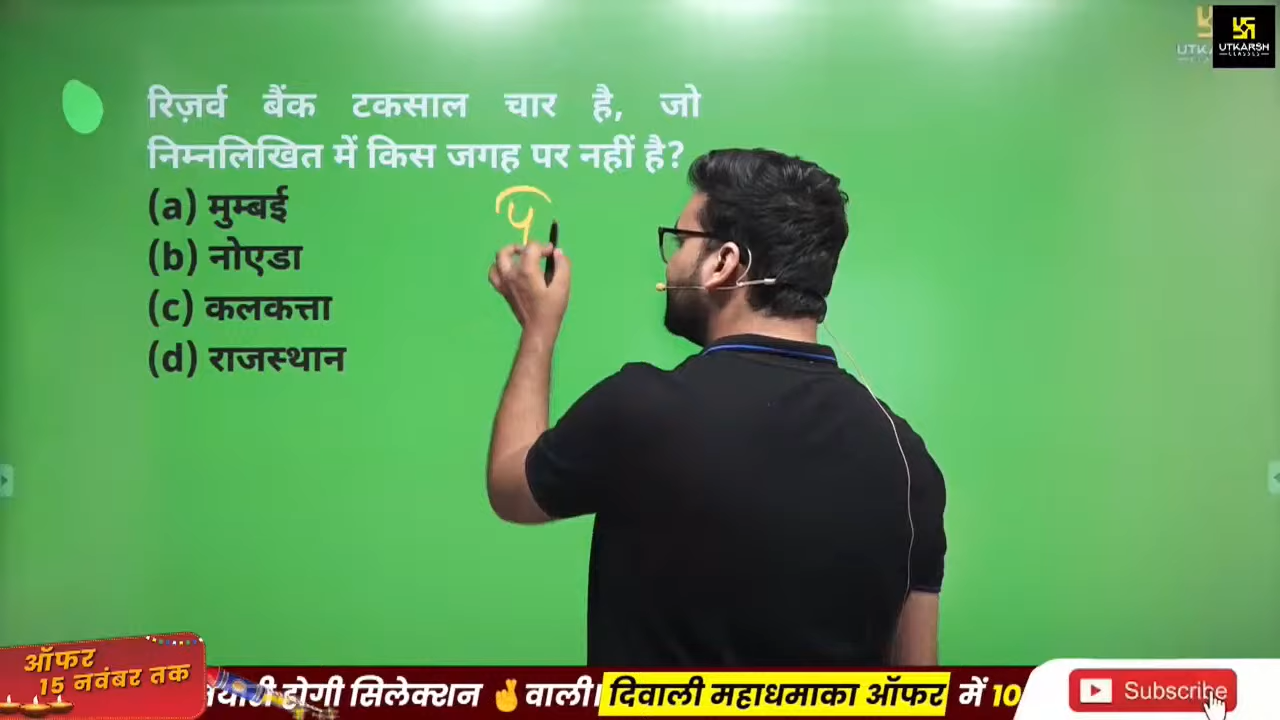 UTKARSH
CLASSES
रिज़र्व बैंक टकसाल चार है, जो
निम्नलिखित में किस जगह पर नहीं है?
(a) मुम्बई
(b) नोएडा
(c) कलकत्ता
(d) राजस्थान
ऑफर
15 नवंबर तक
होगी सिलेक्शन वाली। दिवाली महाधमाका ऑफर में 10
Subscribe